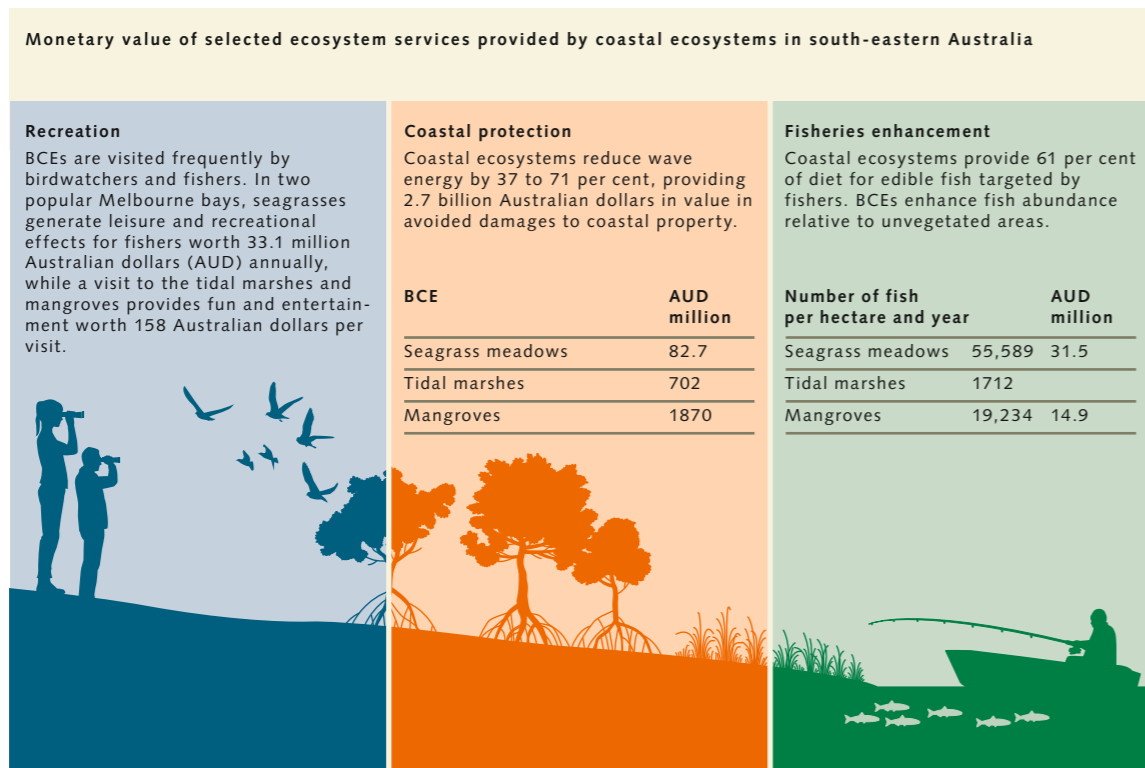 Monetary value of selected ecosystem services provided by coastal ecosystems in south-eastern Australia
Recreation
BCEs are visited frequently by
birdwatchers and fishers. In two
popular Melbourne bays, seagrasses
generate leisure and recreational
effects for fishers worth 33.1 million
Australian dollars (AUD) annually,
while a visit to the tidal marshes and
mangroves provides fun and entertain-
ment worth 158 Australian dollars per
visit.
Coastal protection
Coastal ecosystems reduce wave
energy by 37 to 71 per cent, providing
2.7 billion Australian dollars in value in
avoided damages to coastal property.
BCE AUD
million
Seagrass meadows 82.7
Tidal marshes 702
Mangroves 1870
Fisheries enhancement
Coastal ecosystems provide 61 per cent
of diet for edible fish targeted by
fishers. BCEs enhance fish abundance
relative to unvegetated areas.
Number of fish AUD
per hectare and year million
Seagrass meadows 55,589 31.5
Tidal marshes 1712
Mangroves 19,234 14.9